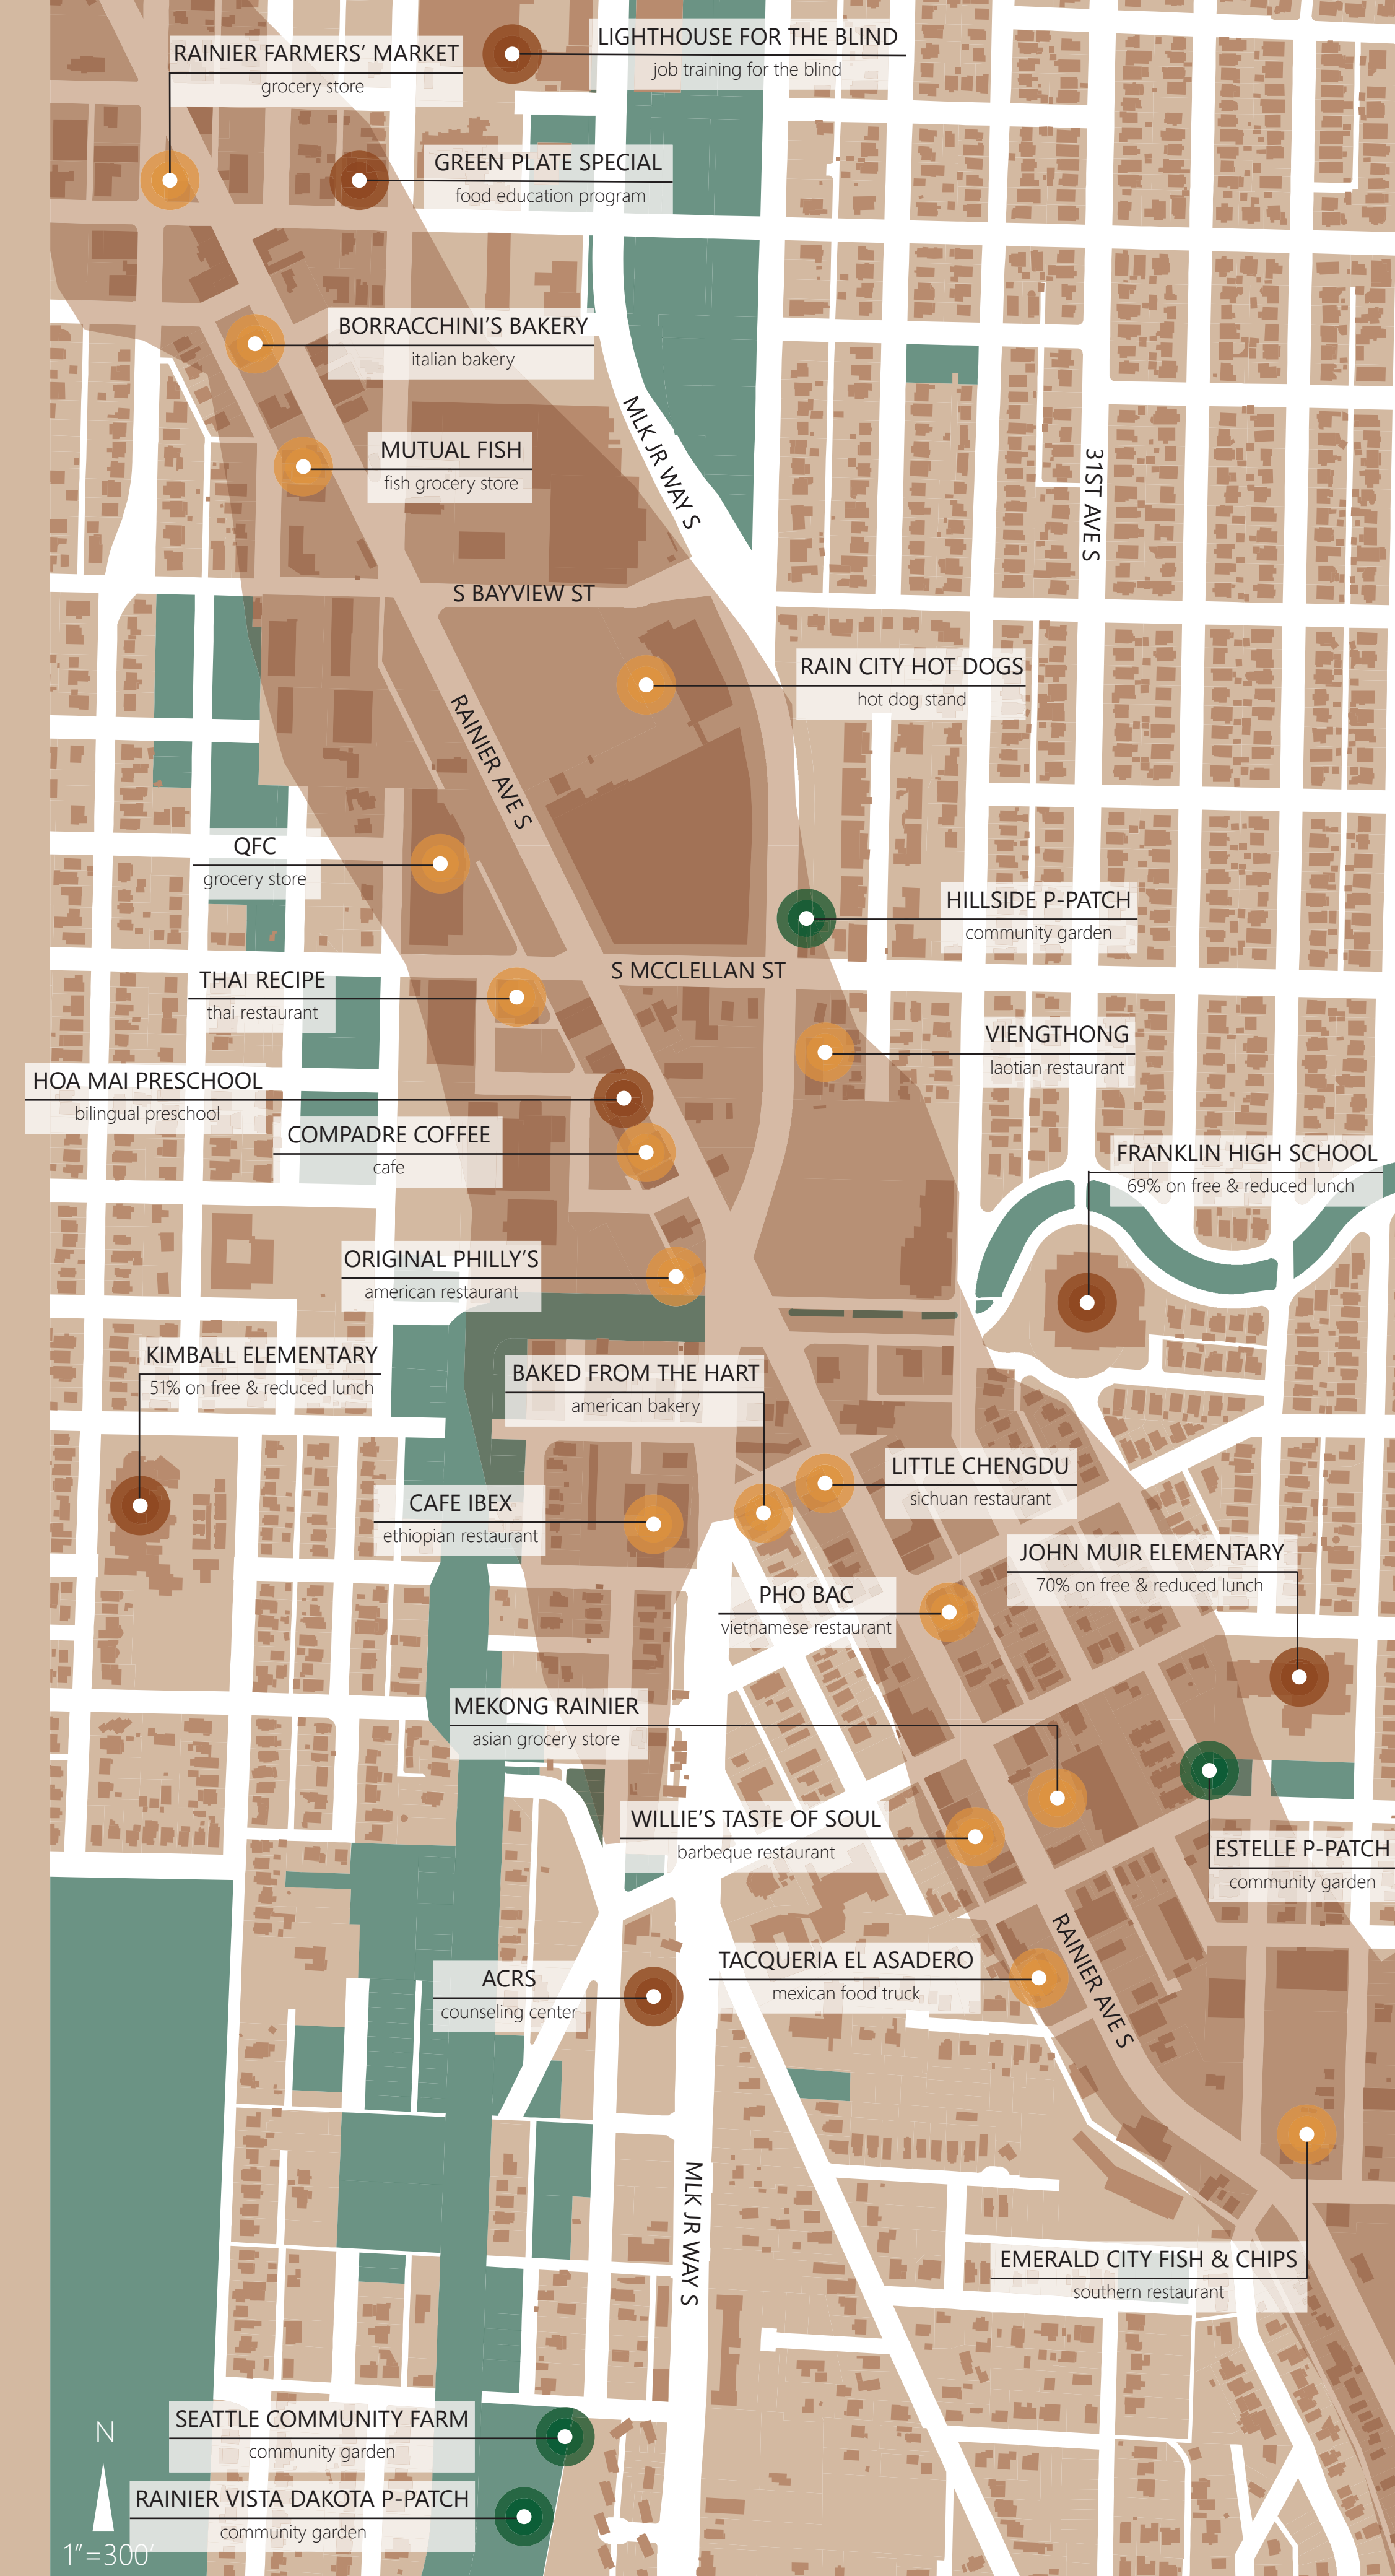 LIGHTHOUSE FOR THE BLIND
job training for the blind
RAINIER FARMERS’ MARKET
grocery store
GREEN PLATE SPECIAL
food education program
BORRACCHINI’S BAKERY
italian bakery
MLK JR WAY S
MUTUAL FISH
fish grocery store
31ST AVE S
S BAYVIEW ST
RAIN CITY HOT DOGS
hot dog stand
RAINIER AVE S
QFC
grocery store
HILLSIDE P-PATCH
community garden
S MCCLELLAN ST
THAI RECIPE
thai restaurant
VIENGTHONG
laotian restaurant
HOA MAI PRESCHOOL
bilingual preschool
COMPADRE COFFEE
cafe
FRANKLIN HIGH SCHOOL
69% on free & reduced lunch
ORIGINAL PHILLY’S
american restaurant
KIMBALL ELEMENTARY
51% on free & reduced lunch
BAKED FROM THE HART
american bakery
LITTLE CHENGDU
sichuan restaurant
CAFE IBEX
ethiopian restaurant
JOHN MUIR ELEMENTARY
70% on free & reduced lunch
PHO BAC
vietnamese restaurant
MEKONG RAINIER
asian grocery store
WILLIE’S TASTE OF SOUL
barbeque restaurant
ESTELLE P-PATCH
community garden
RAINIER AVE S
TACQUERIA EL ASADERO
mexican food truck
ACRS
counseling center
MLK JR WAY S
EMERALD CITY FISH & CHIPS
southern restaurant
SEATTLE COMMUNITY FARM
community garden
N
RAINIER VISTA DAKOTA P-PATCH
community garden
1”=300’